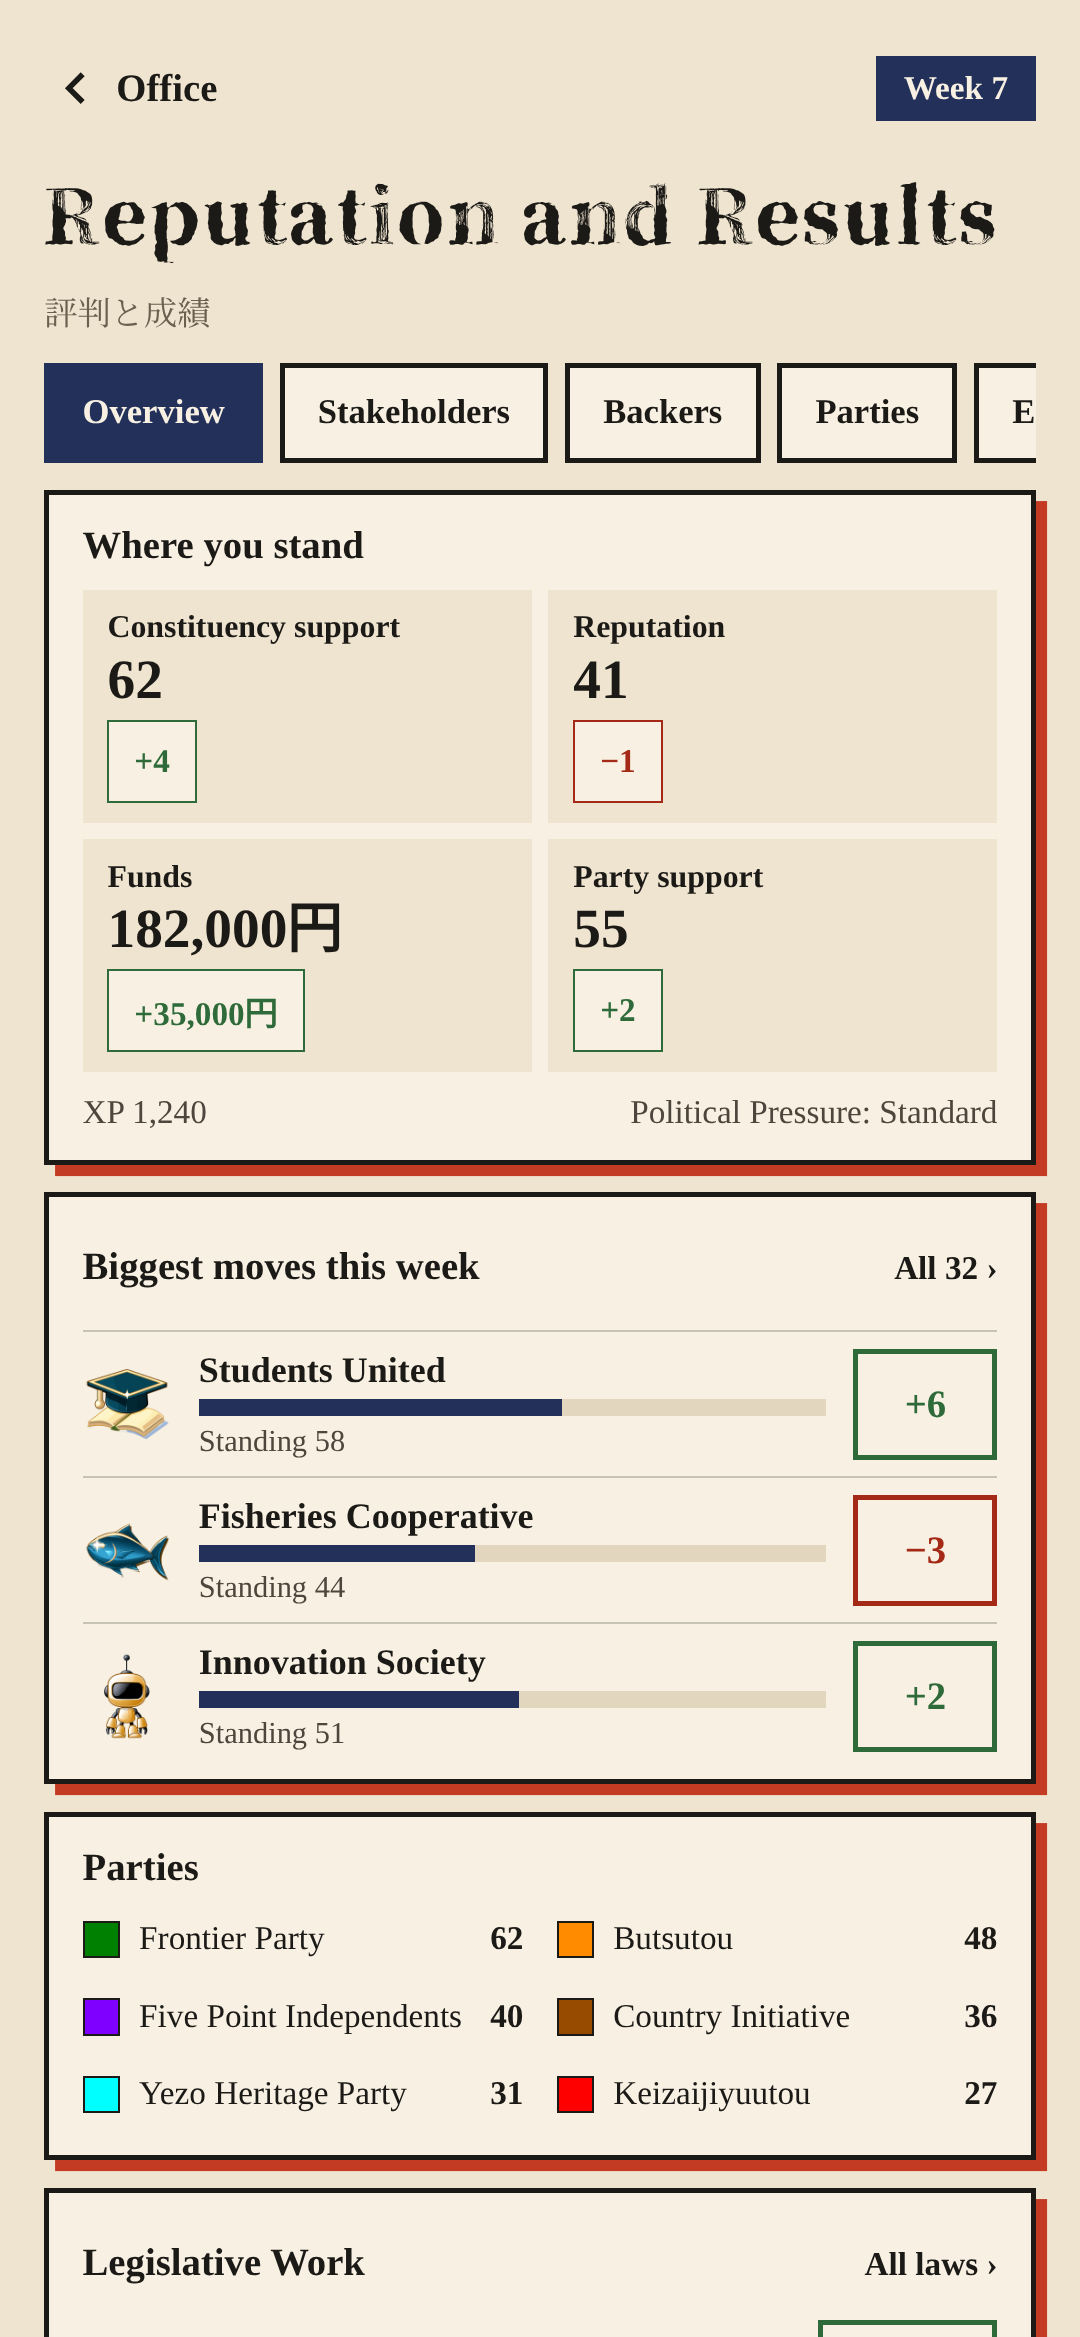 Office
Week 7
Reputation and Results
評判と成績
Overview
Stakeholders
Backers
Parties
E
Where you stand
Constituency support
62
+4
Reputation
41
−1
Funds
182,000円
+35,000円
Party support
55
+2
XP 1,240
Political Pressure: Standard
Biggest moves this week
All 32 ›
Students United
Standing 58
+6
Fisheries Cooperative
Standing 44
−3
Innovation Society
Standing 51
+2
Parties
Frontier Party 62
Butsutou 48
Five Point Independents 40
Country Initiative 36
Yezo Heritage Party 31
Keizaijiyuutou 27
Legislative Work
All laws ›